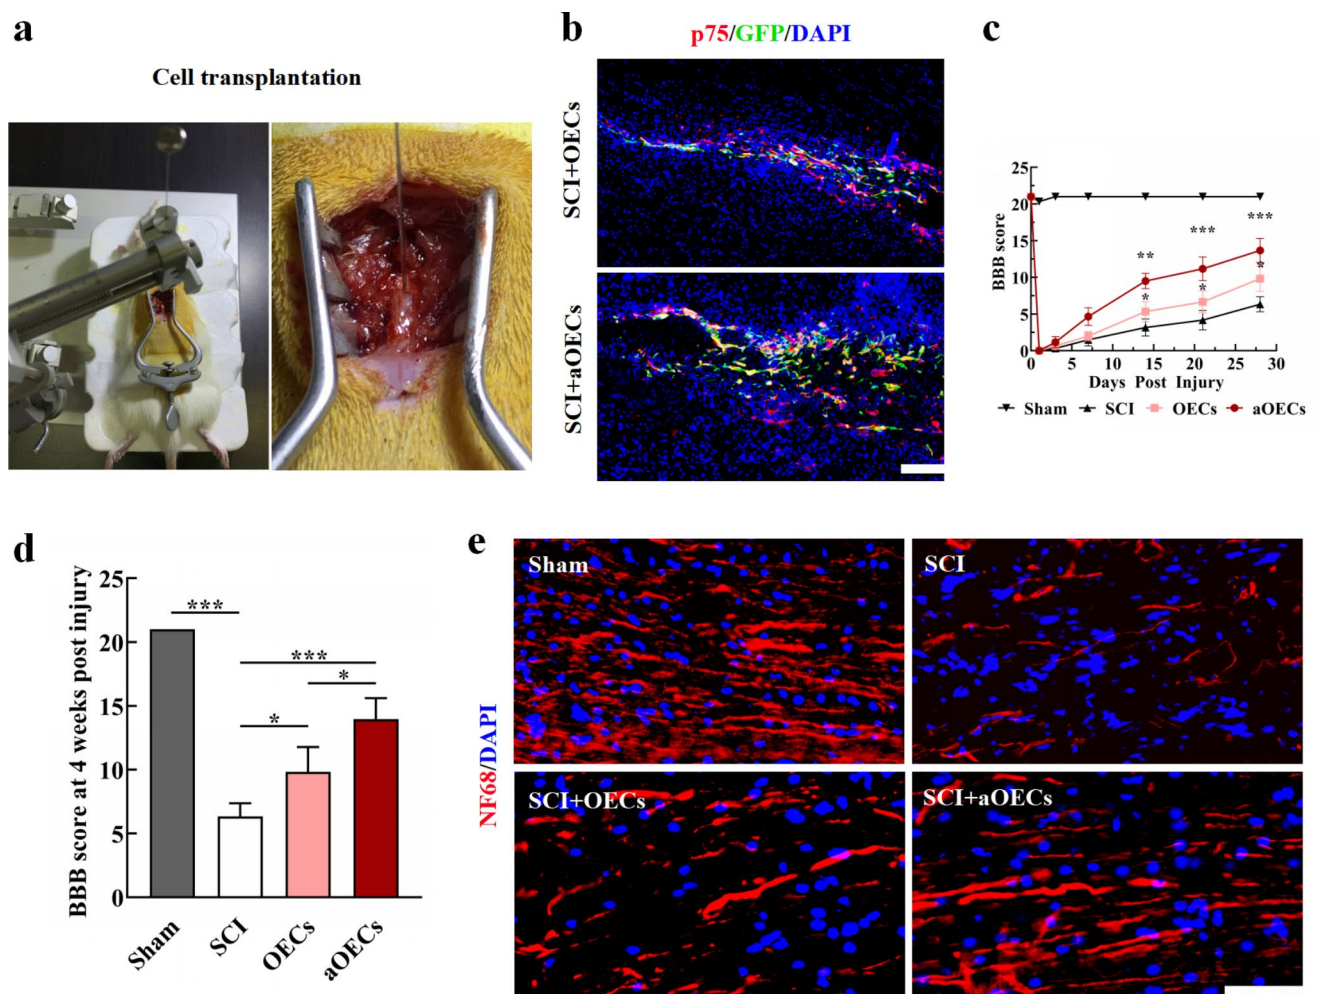 a
Cell transplantation
b
p75/GFP/DAPI
SCI+OECs
SCI+aOECs
c
BBB score
25
20
15
10
5
0
0 5 10 15 20 25 30
Days Post Injury
** *** ***
* * *
Sham SCI OECs aOECs
d
BBB score at 4 weeks post injury
25
20
15
10
5
0
***
***
*
*
Sham SCI OECs aOECs
e
NF68/DAPI
Sham
SCI
SCI+OECs
SCI+aOECs